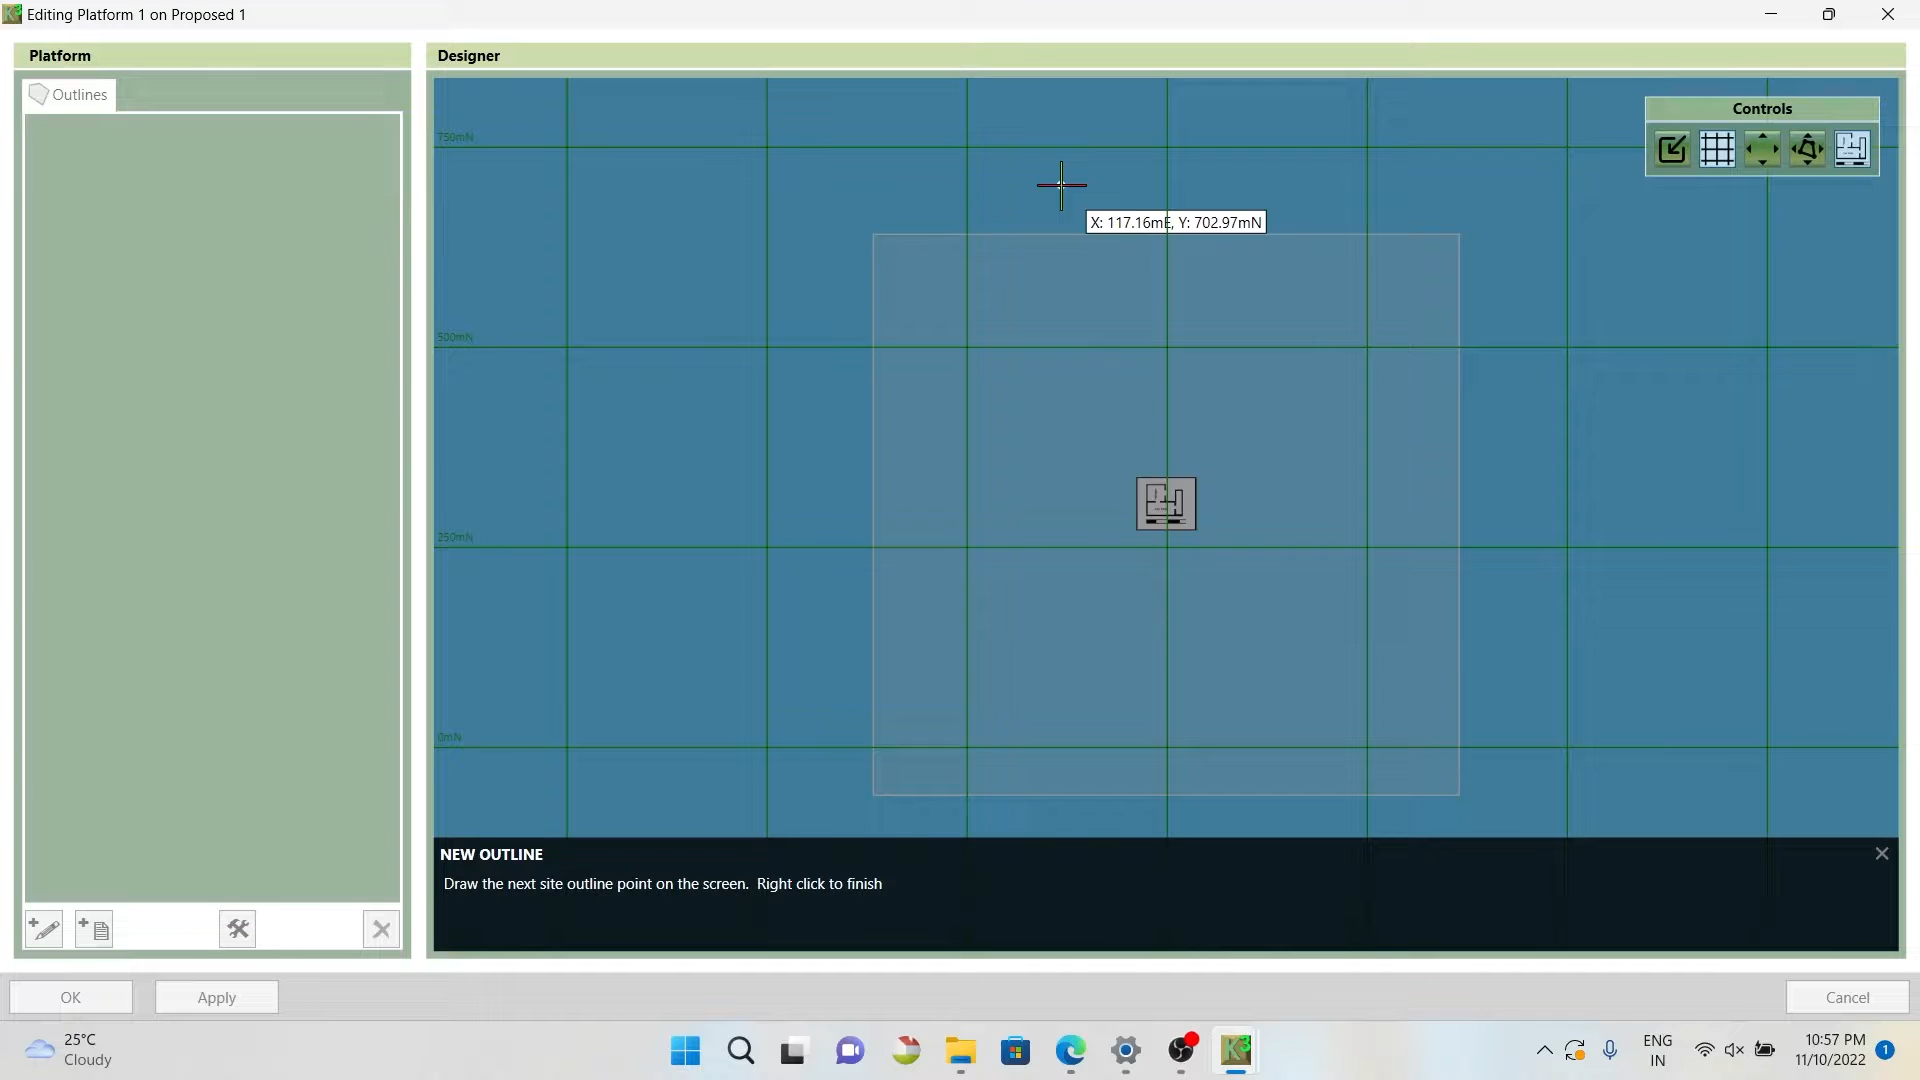 Editing Platform 1 on Proposed 1
Platform
Designer
Outlines
Controls
750mN
X: 117.16mE, Y: 702.97mN
500mN
250mN
0mN
NEW OUTLINE
Draw the next site outline point on the screen.  Right click to finish
OK
Apply
Cancel
25°C
Cloudy
ENG
IN
10:57 PM
11/10/2022
1